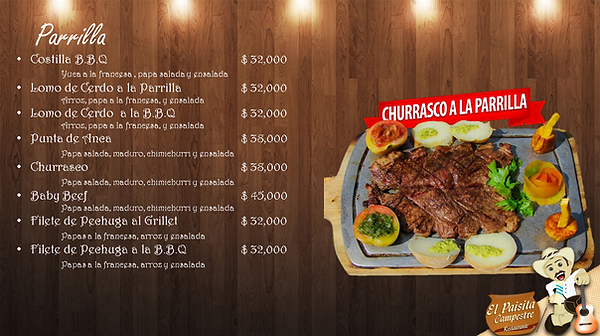 Parrilla
• Costilla B.B.Q $ 32,000
Yuca a la francesa , papa salada y ensalada
• Lomo de Cerdo a la Parrilla $ 32,000
Arroz, papa a la francesa, y ensalada
• Lomo de Cerdo a la B.B.Q $ 32,000
Arroz, papa a la francesa, y ensalada
• Punta de Anca $ 38,000
Papa salada, maduro, chimichurri y ensalada
• Churrasco $ 38,000
Papa salada, maduro, chimichurri y ensalada
• Baby Beef $ 45,000
Papa salada, maduro, chimichurri y ensalada
• Filete de Pechuga al Grillet $ 32,000
Papas a la francesa, arroz y ensalada
• Filete de Pechuga a la B.B.Q $ 32,000
Papas a la francesa, arroz y ensalada
CHURRASCO A LA PARRILLA
El Paisita
Campestre
Restaurante